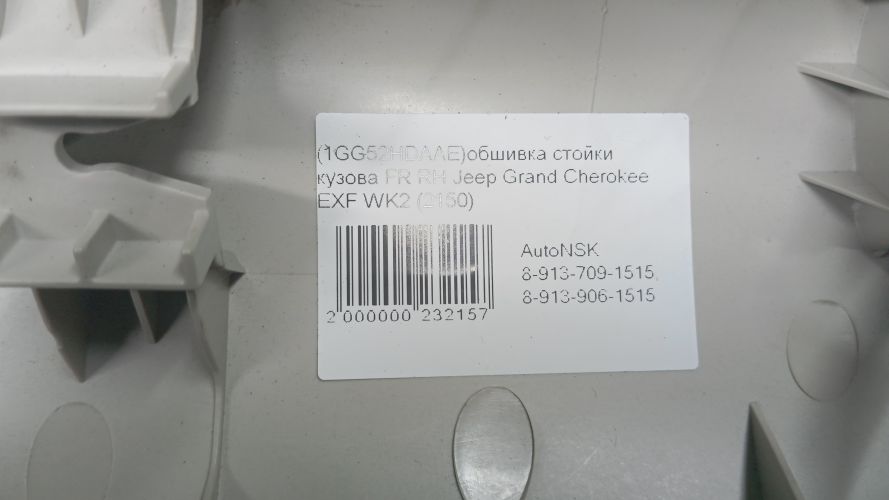 (1GG52HDAAE)обшивка стойки
кузова FR RH Jeep Grand Cherokee
EXF WK2 (2150)
AutoNSK
8-913-709-1515,
8-913-906-1515
2 000000 232157